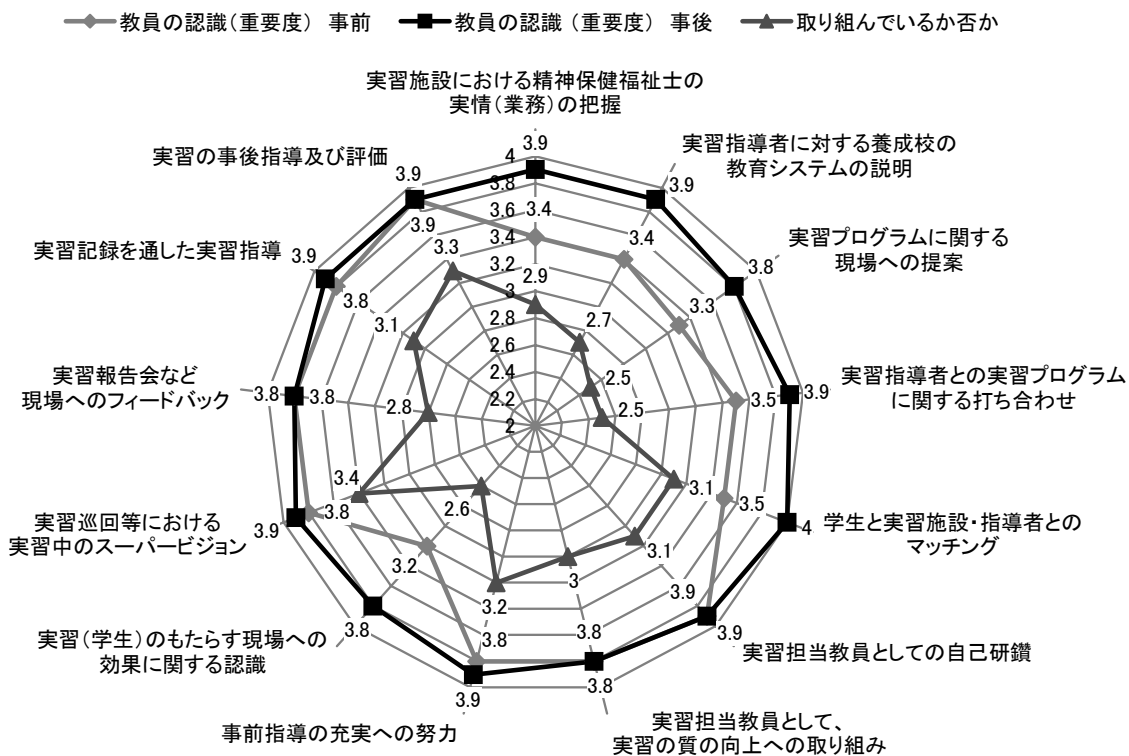 教員の認識(重要度) 事前
教員の認識(重要度) 事後
取り組んでいるか否か
実習施設における精神保健福祉士の
実情(業務)の把握
実習指導者に対する養成校の
教育システムの説明
実習プログラムに関する
現場への提案
実習指導者との実習プログラム
に関する打ち合わせ
学生と実習施設・指導者との
マッチング
実習担当教員としての自己研鑽
実習担当教員として、
実習の質の向上への取り組み
事前指導の充実への努力
実習(学生)のもたらす現場への
効果に関する認識
実習巡回等における
実習中のスーパービジョン
実習報告会など
現場へのフィードバック
実習記録を通した実習指導
実習の事後指導及び評価
4
3.8
3.6
3.4
3.2
3
2.8
2.6
2.4
2.2
2
3.9
3.4
2.9
3.9
3.4
2.7
3.8
3.3
2.5
3.9
3.5
2.5
4
3.5
3.1
3.9
3.9
3.1
3.8
3.8
3
3.9
3.8
3.2
3.8
3.2
2.6
3.9
3.8
3.4
3.8
3.8
2.8
3.9
3.8
3.1
3.9
3.9
3.3